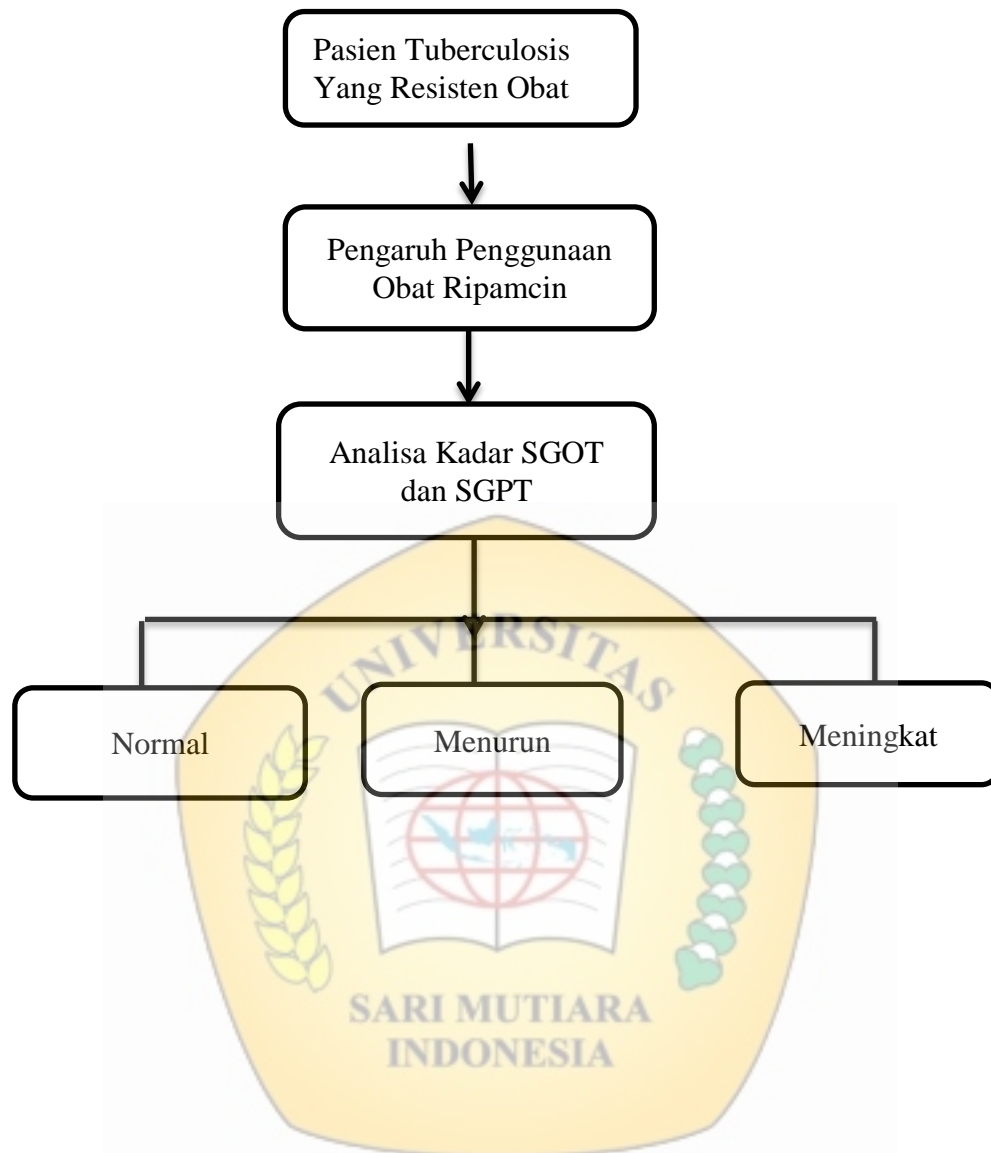 Pasien Tuberculosis
Yang Resisten Obat
Pengaruh Penggunaan
Obat Ripamcin
Analisa Kadar SGOT
dan SGPT
UNIVERSITAS
Normal
Menurun
Meningkat
SARI MUTIARA
INDONESIA